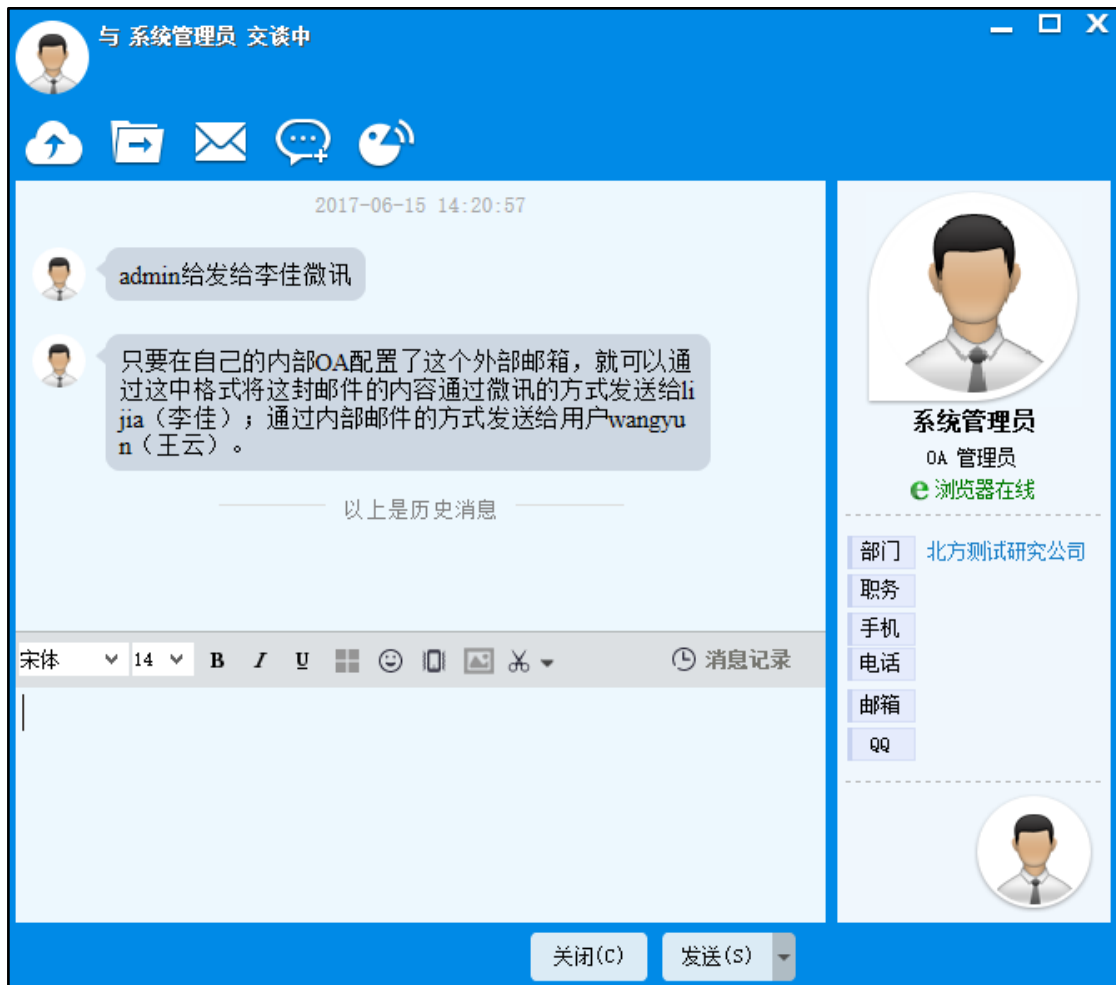 与 系统管理员 交谈中
2017-06-15 14:20:57
admin给发给李佳微讯
只要在自己的内部OA配置了这个外部邮箱，就可以通
过这中格式将这封邮件的内容通过微讯的方式发送给li
jia（李佳）；通过内部邮件的方式发送给用户wangyu
n（王云）。
以上是历史消息
宋体 14 B I U 消息记录
系统管理员
OA 管理员
浏览器在线
部门 北方测试研究公司
职务
手机
电话
邮箱
QQ
关闭(C) 发送(S)